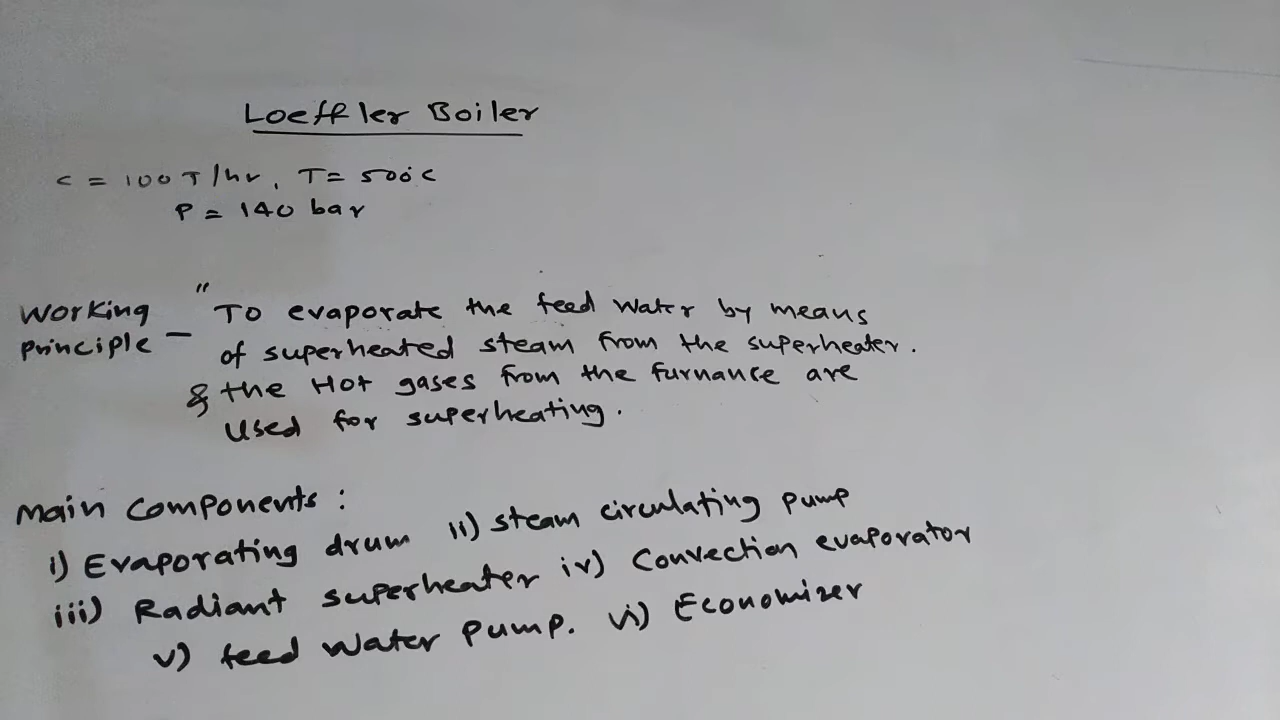 Loeffler Boiler
C = 100 T/hr, T = 500°C
P = 140 bar
Working " To evaporate the feed water by means
principle – of superheated steam from the superheater.
& the Hot gases from the furnance are
used for superheating.
Main Components :
i) Evaporating drum ii) steam circulating pump
iii) Radiant superheater iv) Convection evaporator
v) feed water pump. vi) Economizer